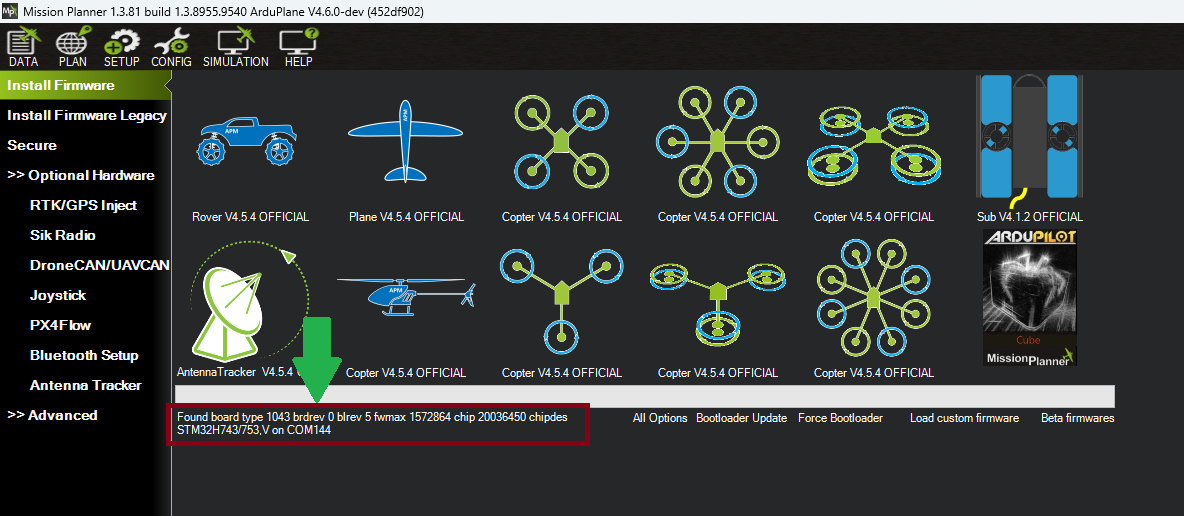 Mission Planner 1.3.81 build 1.3.8955.9540 ArduPlane V4.6.0-dev (452df902)
DATA PLAN SETUP CONFIG SIMULATION HELP
Install Firmware
Install Firmware Legacy
Secure
>> Optional Hardware
RTK/GPS Inject
Sik Radio
DroneCAN/UAVCAN
Joystick
PX4Flow
Bluetooth Setup
Antenna Tracker
>> Advanced
APM
APM
Rover V4.5.4 OFFICIAL Plane V4.5.4 OFFICIAL Copter V4.5.4 OFFICIAL Copter V4.5.4 OFFICIAL Copter V4.5.4 OFFICIAL Sub V4.1.2 OFFICIAL
APM
ARDUPILOT
Cube
MissionPlanner
AntennaTracker V4.5.4 Copter V4.5.4 OFFICIAL Copter V4.5.4 OFFICIAL Copter V4.5.4 OFFICIAL Copter V4.5.4 OFFICIAL
Found board type 1043 brdrev 0 blrev 5 fwmax 1572864 chip 20036450 chipdes
STM32H743/753,V on COM144
All Options Bootloader Update Force Bootloader Load custom firmware Beta firmwares